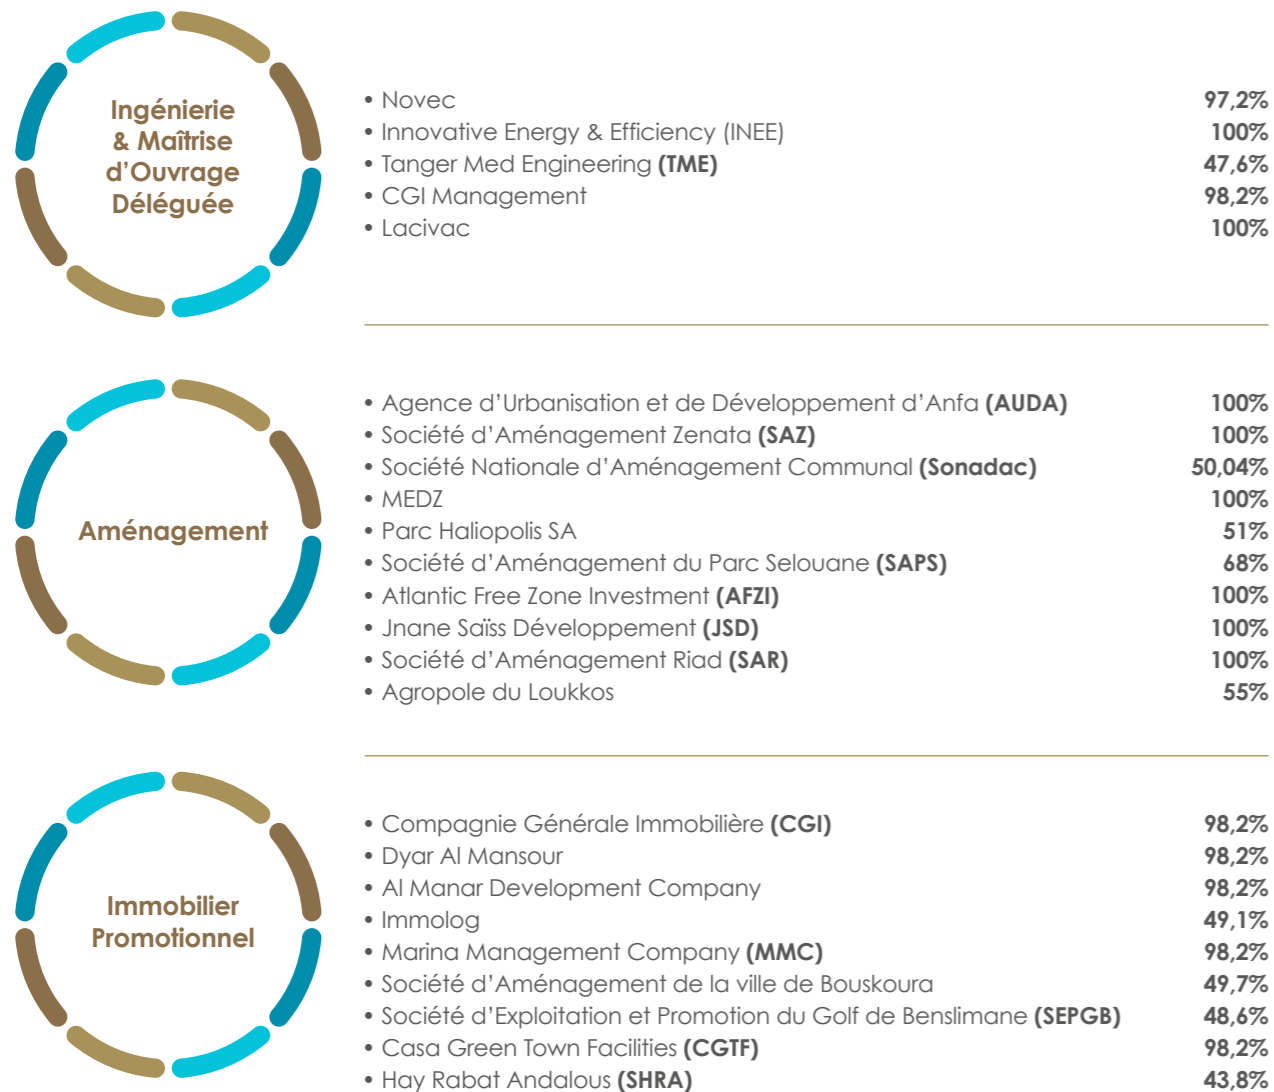 Ingénierie
& Maîtrise
d’Ouvrage
Déléguée
• Novec 97,2%
• Innovative Energy & Efficiency (INEE) 100%
• Tanger Med Engineering (TME) 47,6%
• CGI Management 98,2%
• Lacivac 100%
Aménagement
• Agence d’Urbanisation et de Développement d’Anfa (AUDA) 100%
• Société d’Aménagement Zenata (SAZ) 100%
• Société Nationale d’Aménagement Communal (Sonadac) 50,04%
• MEDZ 100%
• Parc Haliopolis SA 51%
• Société d’Aménagement du Parc Selouane (SAPS) 68%
• Atlantic Free Zone Investment (AFZI) 100%
• Jnane Saïss Développement (JSD) 100%
• Société d’Aménagement Riad (SAR) 100%
• Agropole du Loukkos 55%
Immobilier
Promotionnel
• Compagnie Générale Immobilière (CGI) 98,2%
• Dyar Al Mansour 98,2%
• Al Manar Development Company 98,2%
• Immolog 49,1%
• Marina Management Company (MMC) 98,2%
• Société d’Aménagement de la ville de Bouskoura 49,7%
• Société d’Exploitation et Promotion du Golf de Benslimane (SEPGB) 48,6%
• Casa Green Town Facilities (CGTF) 98,2%
• Hay Rabat Andalous (SHRA) 43,8%